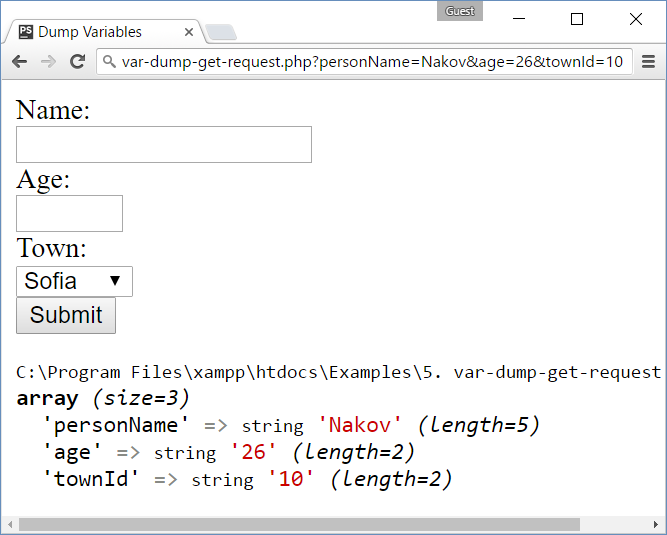 Guest
PS
Dump Variables
var-dump-get-request.php?personName=Nakov&age=26&townId=10
Name:
Age:
Town:
Sofia
Submit
C:\Program Files\xampp\htdocs\Examples\5. var-dump-get-request
array (size=3)
'personName' => string 'Nakov' (length=5)
'age' => string '26' (length=2)
'townId' => string '10' (length=2)